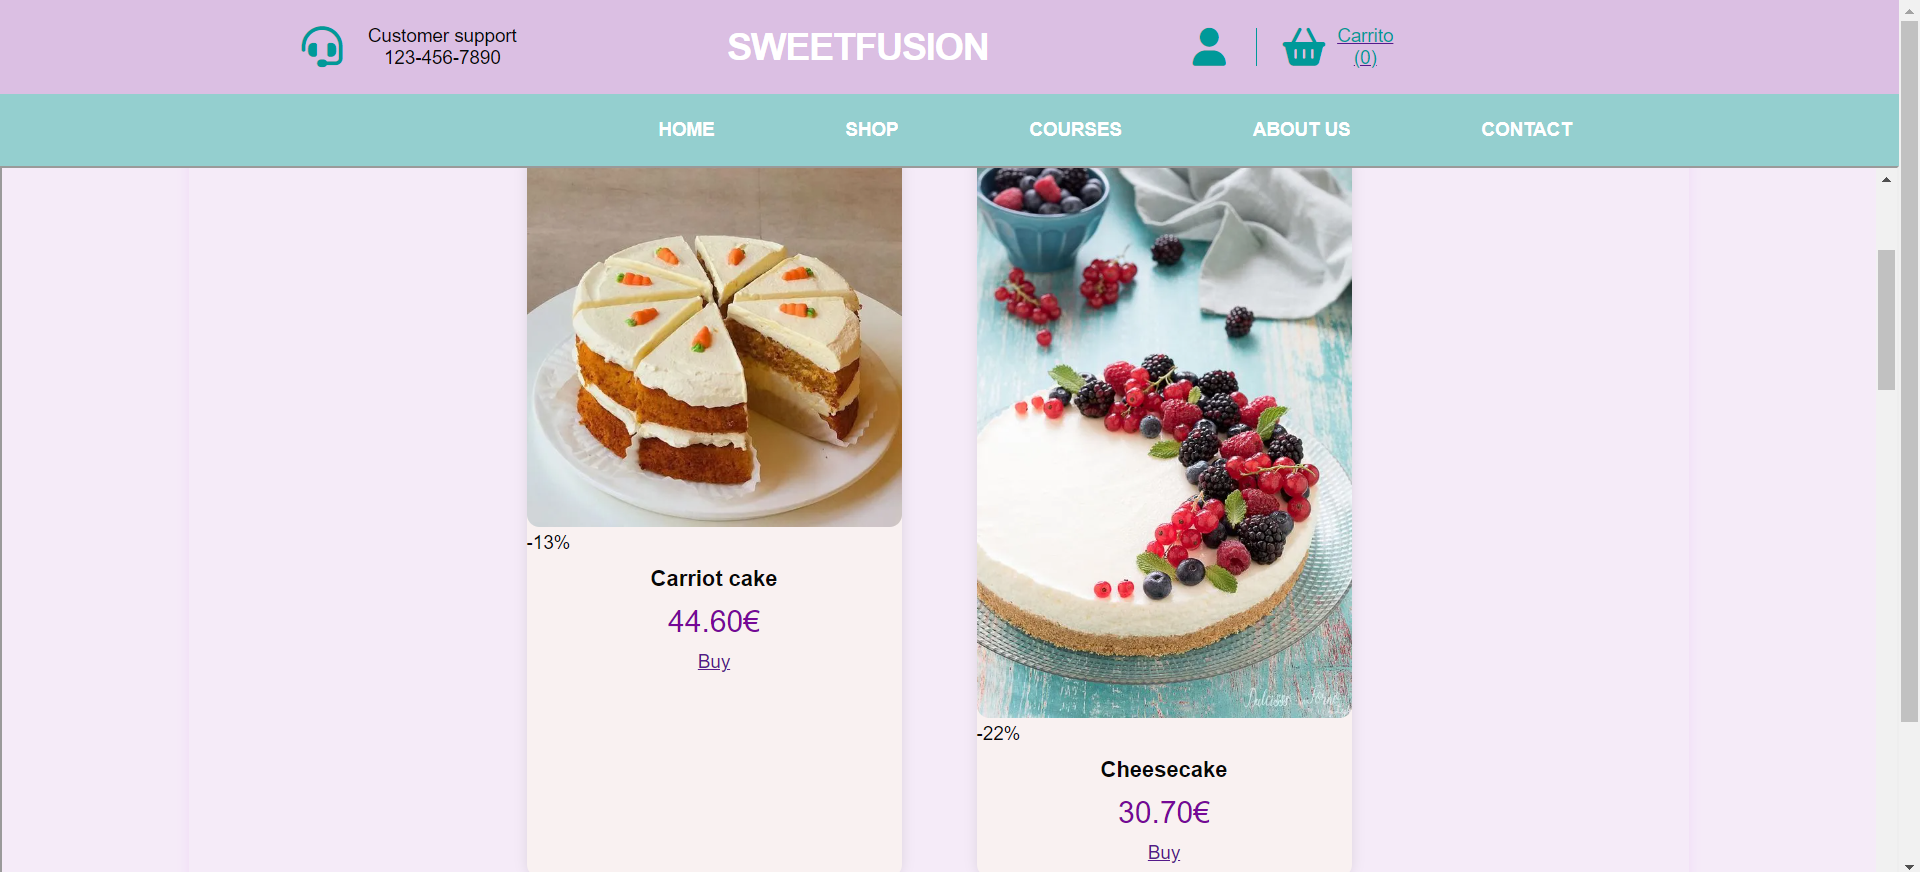 Customer support
123-456-7890
SWEETFUSION
Carrito
(0)
HOME
SHOP
COURSES
ABOUT US
CONTACT
-13%
Carriot cake
44.60€
Buy
-22%
Cheesecake
30.70€
Buy